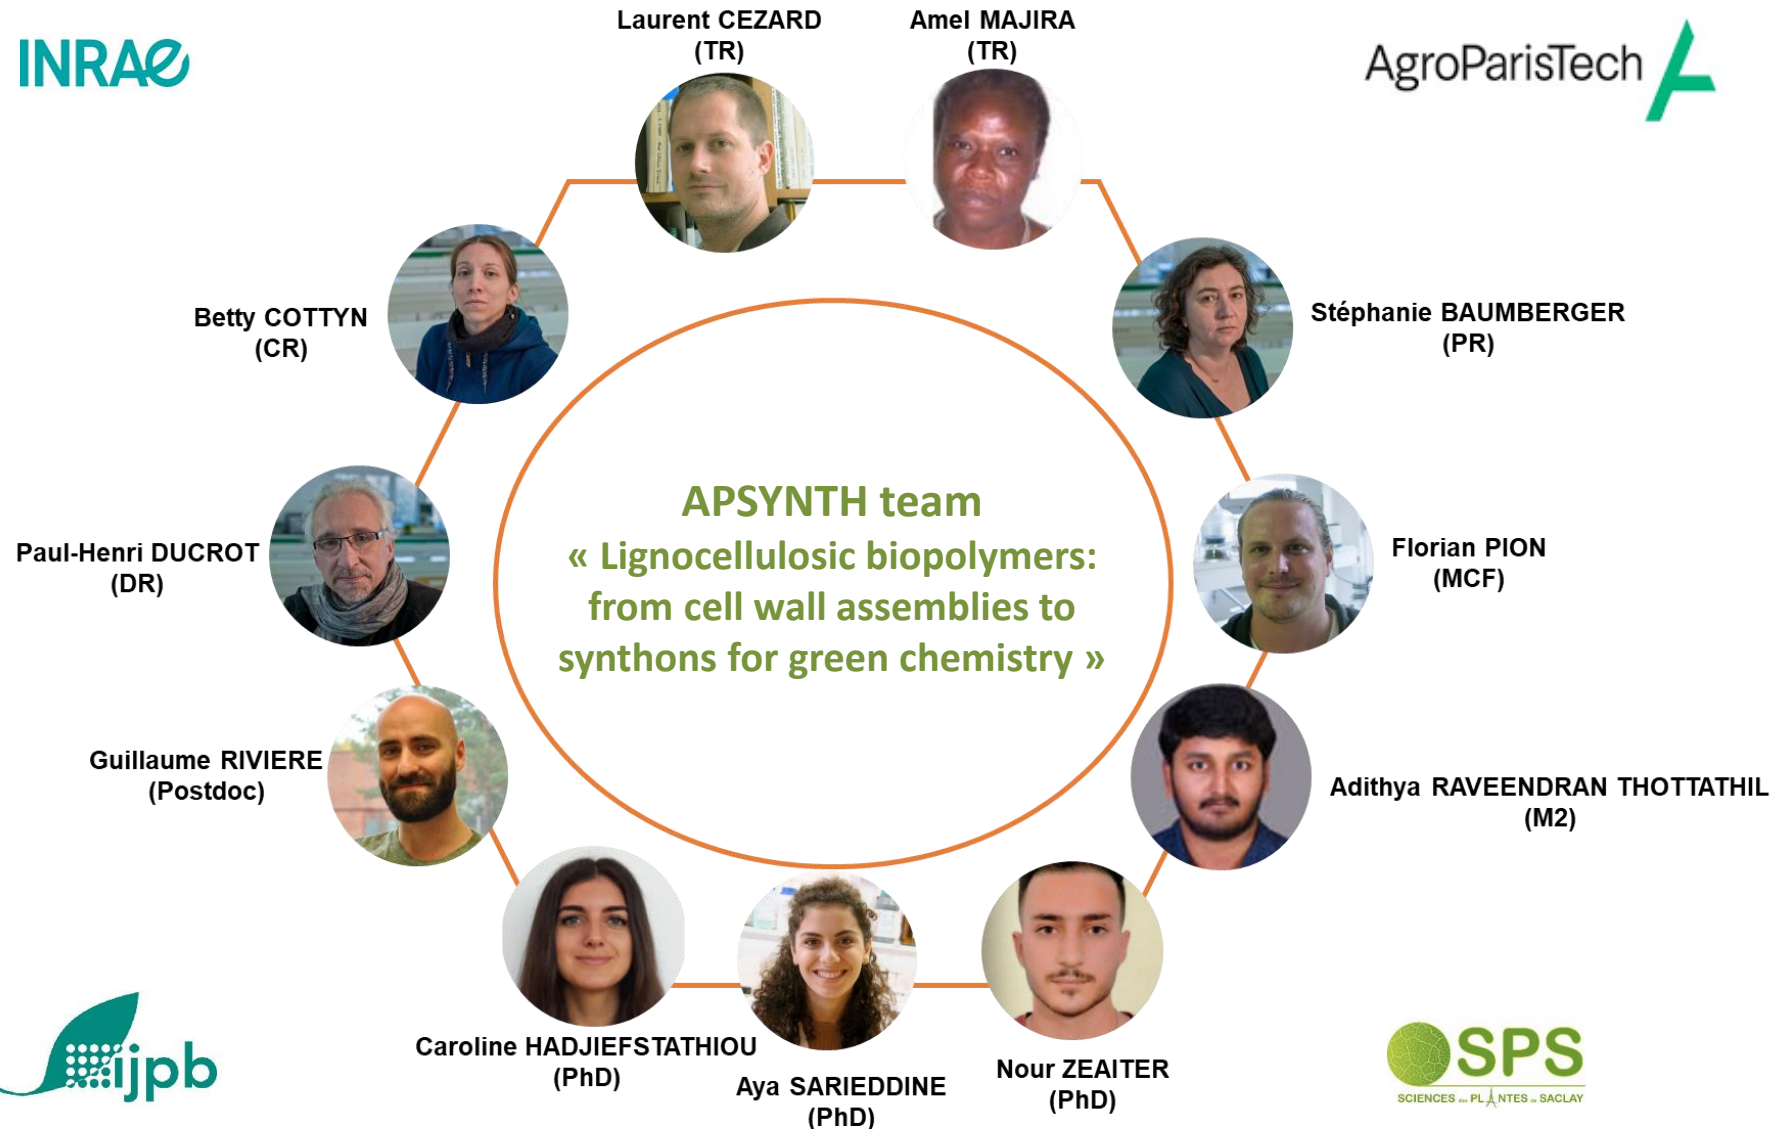 INRAE
Laurent CEZARD
(TR)
Amel MAJIRA
(TR)
AgroParisTech
Betty COTTYN
(CR)
Stéphanie BAUMBERGER
(PR)
Paul-Henri DUCROT
(DR)
APSYNTH team
« Lignocellulosic biopolymers:
from cell wall assemblies to
synthons for green chemistry »
Florian PION
(MCF)
Guillaume RIVIERE
(Postdoc)
Adithya RAVEENDRAN THOTTATHIL
(M2)
Caroline HADJIEFSTATHIOU
(PhD)
Aya SARIEDDINE
(PhD)
Nour ZEAITER
(PhD)
ijpb
SPS
SCIENCES des PLANTES de SACLAY